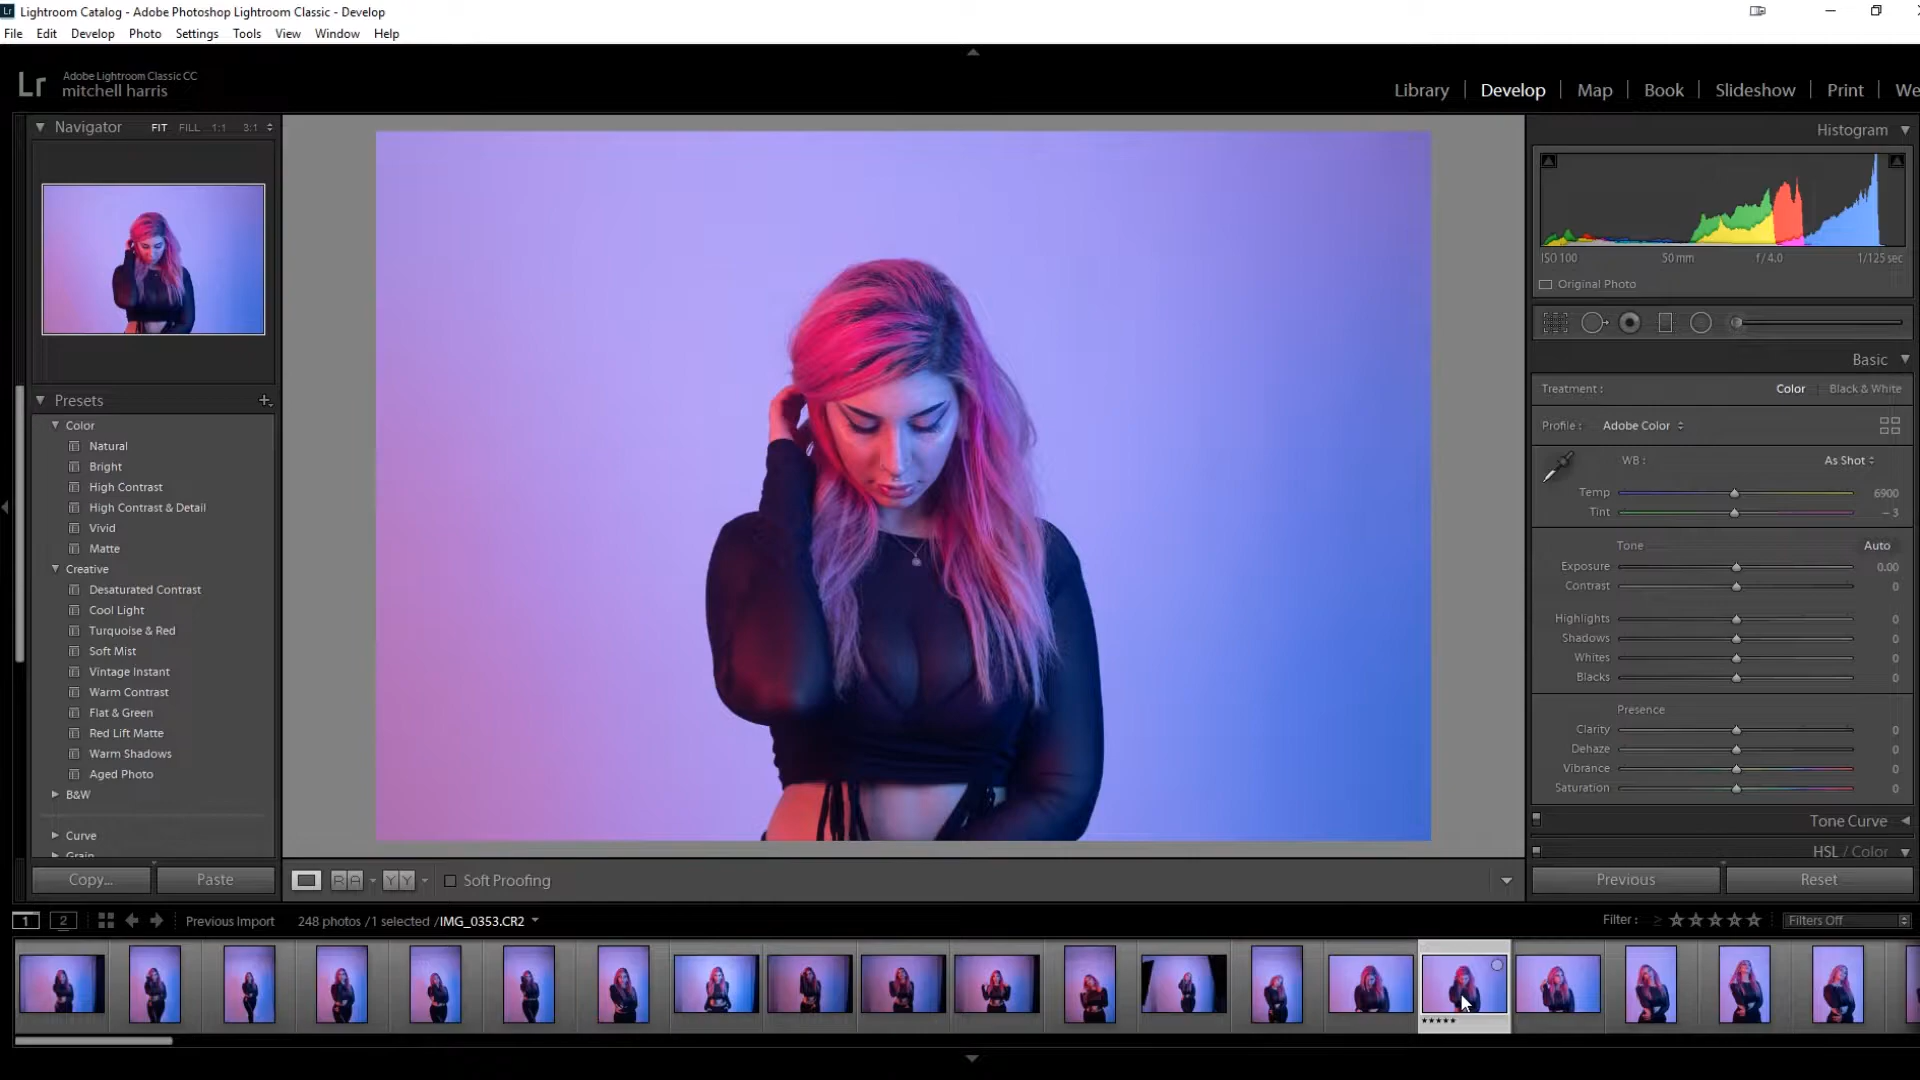 Lightroom Catalog - Adobe Photoshop Lightroom Classic - Develop
File Edit Develop Photo Settings Tools View Window Help
Lr Adobe Lightroom Classic CC
mitchell harris
Library Develop Map Book Slideshow Print We
Navigator FIT FILL 1:1 3:1
Histogram
ISO 100 50 mm f / 4.0 1/125 sec
Original Photo
Basic
Treatment : Color Black & White
Profile : Adobe Color
WB : As Shot
Temp 6900
Tint – 3
Tone Auto
Exposure 0.00
Contrast 0
Highlights 0
Shadows 0
Whites 0
Blacks 0
Presence
Clarity 0
Dehaze 0
Vibrance 0
Saturation 0
Tone Curve
HSL / Color
Previous Reset
Presets
Color
Natural
Bright
High Contrast
High Contrast & Detail
Vivid
Matte
Creative
Desaturated Contrast
Cool Light
Turquoise & Red
Soft Mist
Vintage Instant
Warm Contrast
Flat & Green
Red Lift Matte
Warm Shadows
Aged Photo
B&W
Curve
Grain
Copy... Paste
R A Y Y Soft Proofing
1 2 Previous Import 248 photos / 1 selected / IMG_0353.CR2
Filter : Filters Off